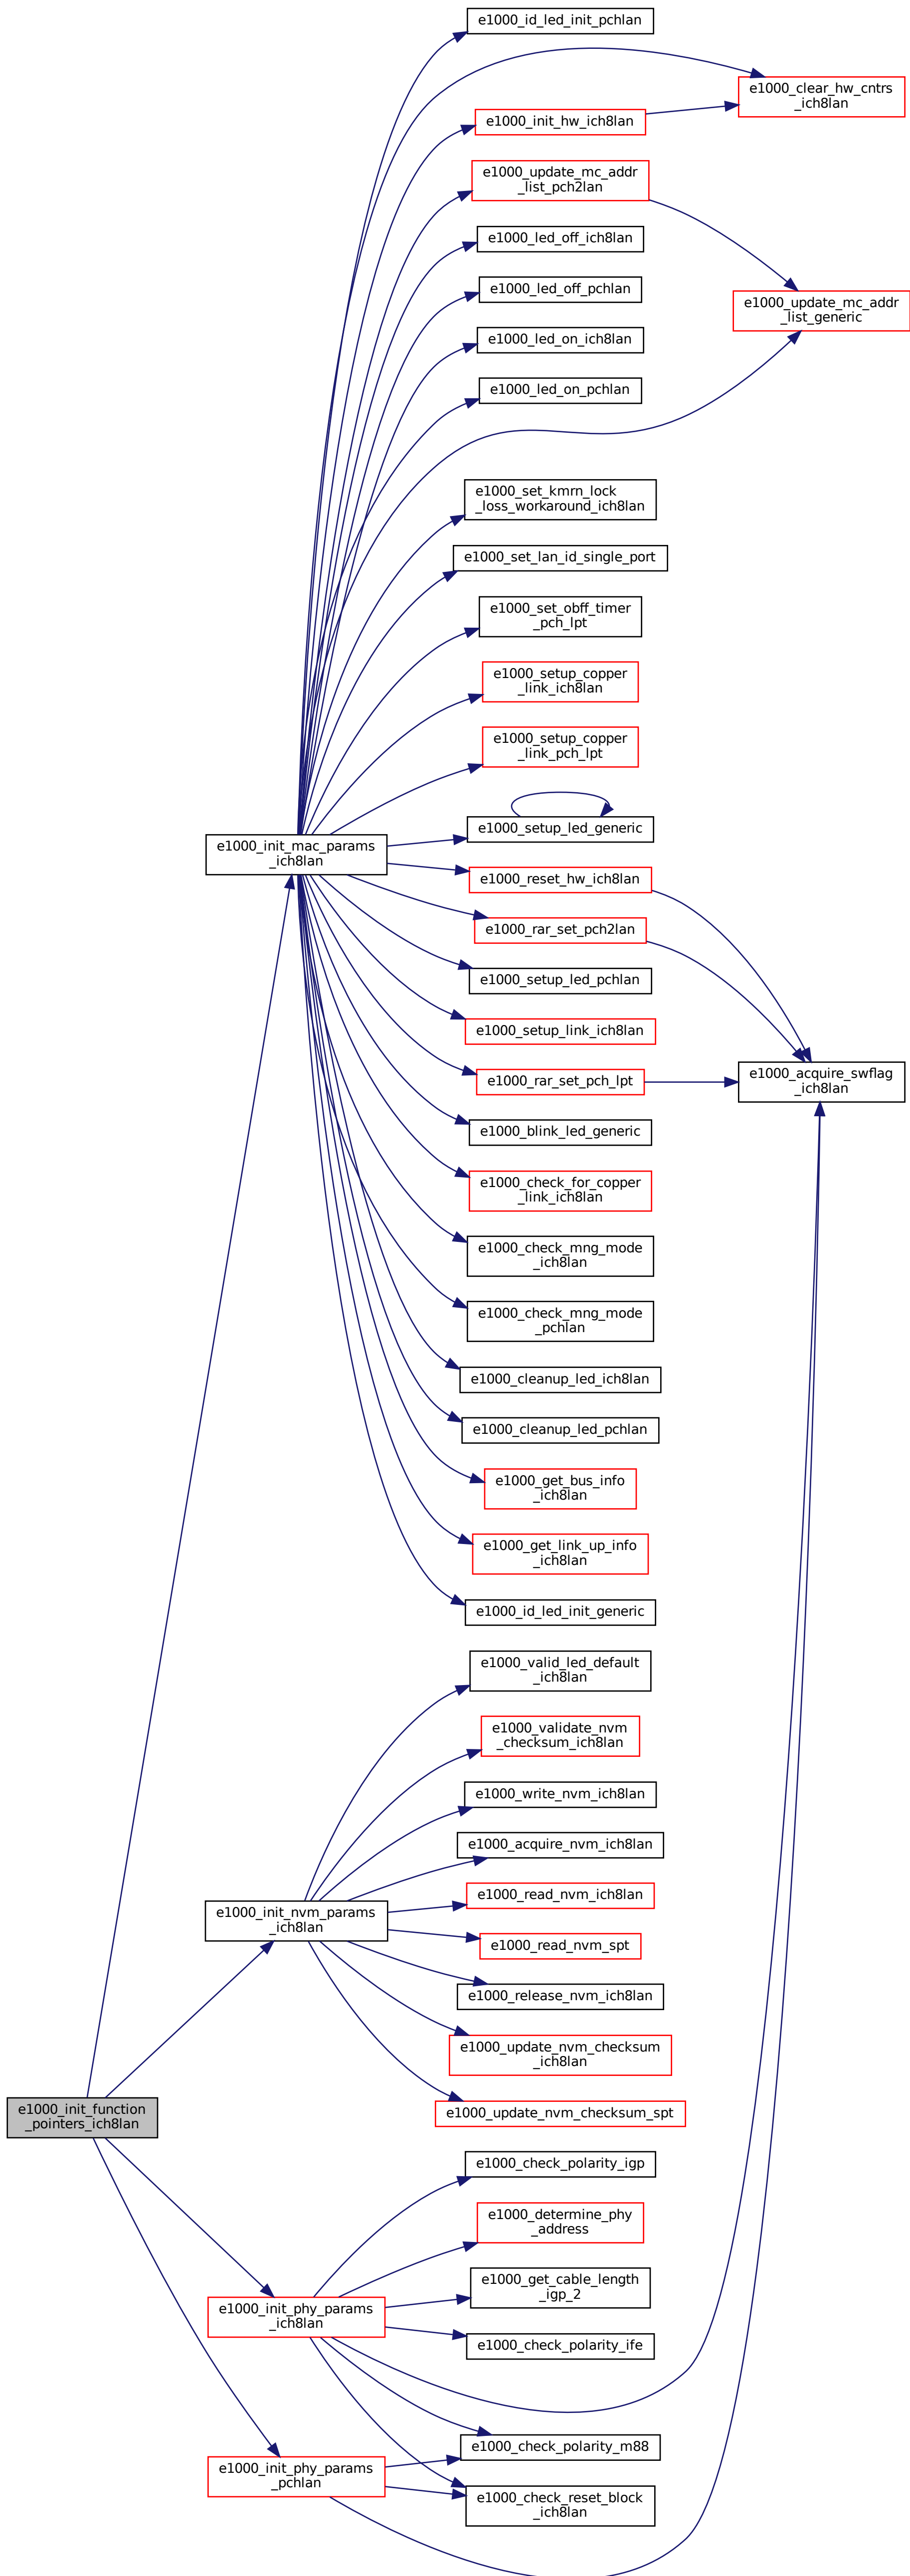 e1000_id_led_init_pchlan
e1000_clear_hw_cntrs
_ich8lan
e1000_init_hw_ich8lan
e1000_update_mc_addr
_list_pch2lan
e1000_led_off_ich8lan
e1000_led_off_pchlan
e1000_update_mc_addr
_list_generic
e1000_led_on_ich8lan
e1000_led_on_pchlan
e1000_set_kmrn_lock
_loss_workaround_ich8lan
e1000_set_lan_id_single_port
e1000_set_obff_timer
_pch_lpt
e1000_setup_copper
_link_ich8lan
e1000_setup_copper
_link_pch_lpt
e1000_setup_led_generic
e1000_init_mac_params
_ich8lan
e1000_reset_hw_ich8lan
e1000_rar_set_pch2lan
e1000_setup_led_pchlan
e1000_setup_link_ich8lan
e1000_rar_set_pch_lpt
e1000_acquire_swflag
_ich8lan
e1000_blink_led_generic
e1000_check_for_copper
_link_ich8lan
e1000_check_mng_mode
_ich8lan
e1000_check_mng_mode
_pchlan
e1000_cleanup_led_ich8lan
e1000_cleanup_led_pchlan
e1000_get_bus_info
_ich8lan
e1000_get_link_up_info
_ich8lan
e1000_id_led_init_generic
e1000_valid_led_default
_ich8lan
e1000_validate_nvm
_checksum_ich8lan
e1000_write_nvm_ich8lan
e1000_acquire_nvm_ich8lan
e1000_read_nvm_ich8lan
e1000_init_nvm_params
_ich8lan
e1000_read_nvm_spt
e1000_release_nvm_ich8lan
e1000_update_nvm_checksum
_ich8lan
e1000_update_nvm_checksum_spt
e1000_init_function
_pointers_ich8lan
e1000_check_polarity_igp
e1000_determine_phy
_address
e1000_get_cable_length
_igp_2
e1000_init_phy_params
_ich8lan
e1000_check_polarity_ife
e1000_check_polarity_m88
e1000_init_phy_params
_pchlan
e1000_check_reset_block
_ich8lan